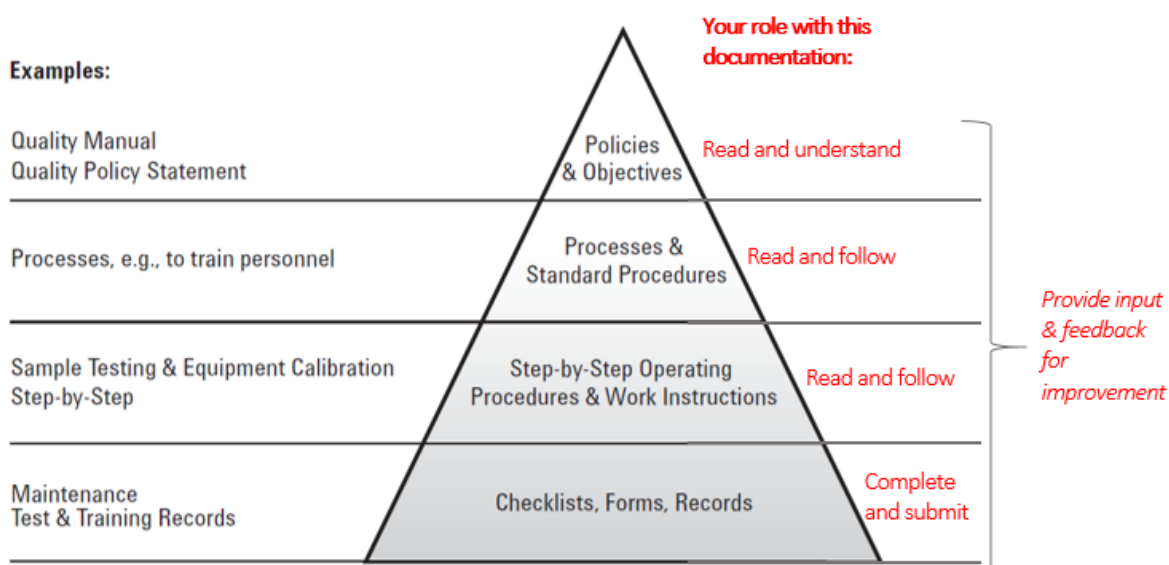 Your role with this
documentation:
Examples:
Quality Manual
Quality Policy Statement
Policies
& Objectives
Read and understand
Processes, e.g., to train personnel
Processes &
Standard Procedures
Read and follow
Sample Testing & Equipment Calibration
Step-by-Step
Step-by-Step Operating
Procedures & Work Instructions
Read and follow
Maintenance
Test & Training Records
Checklists, Forms, Records
Complete
and submit
Provide input
& feedback
for
improvement